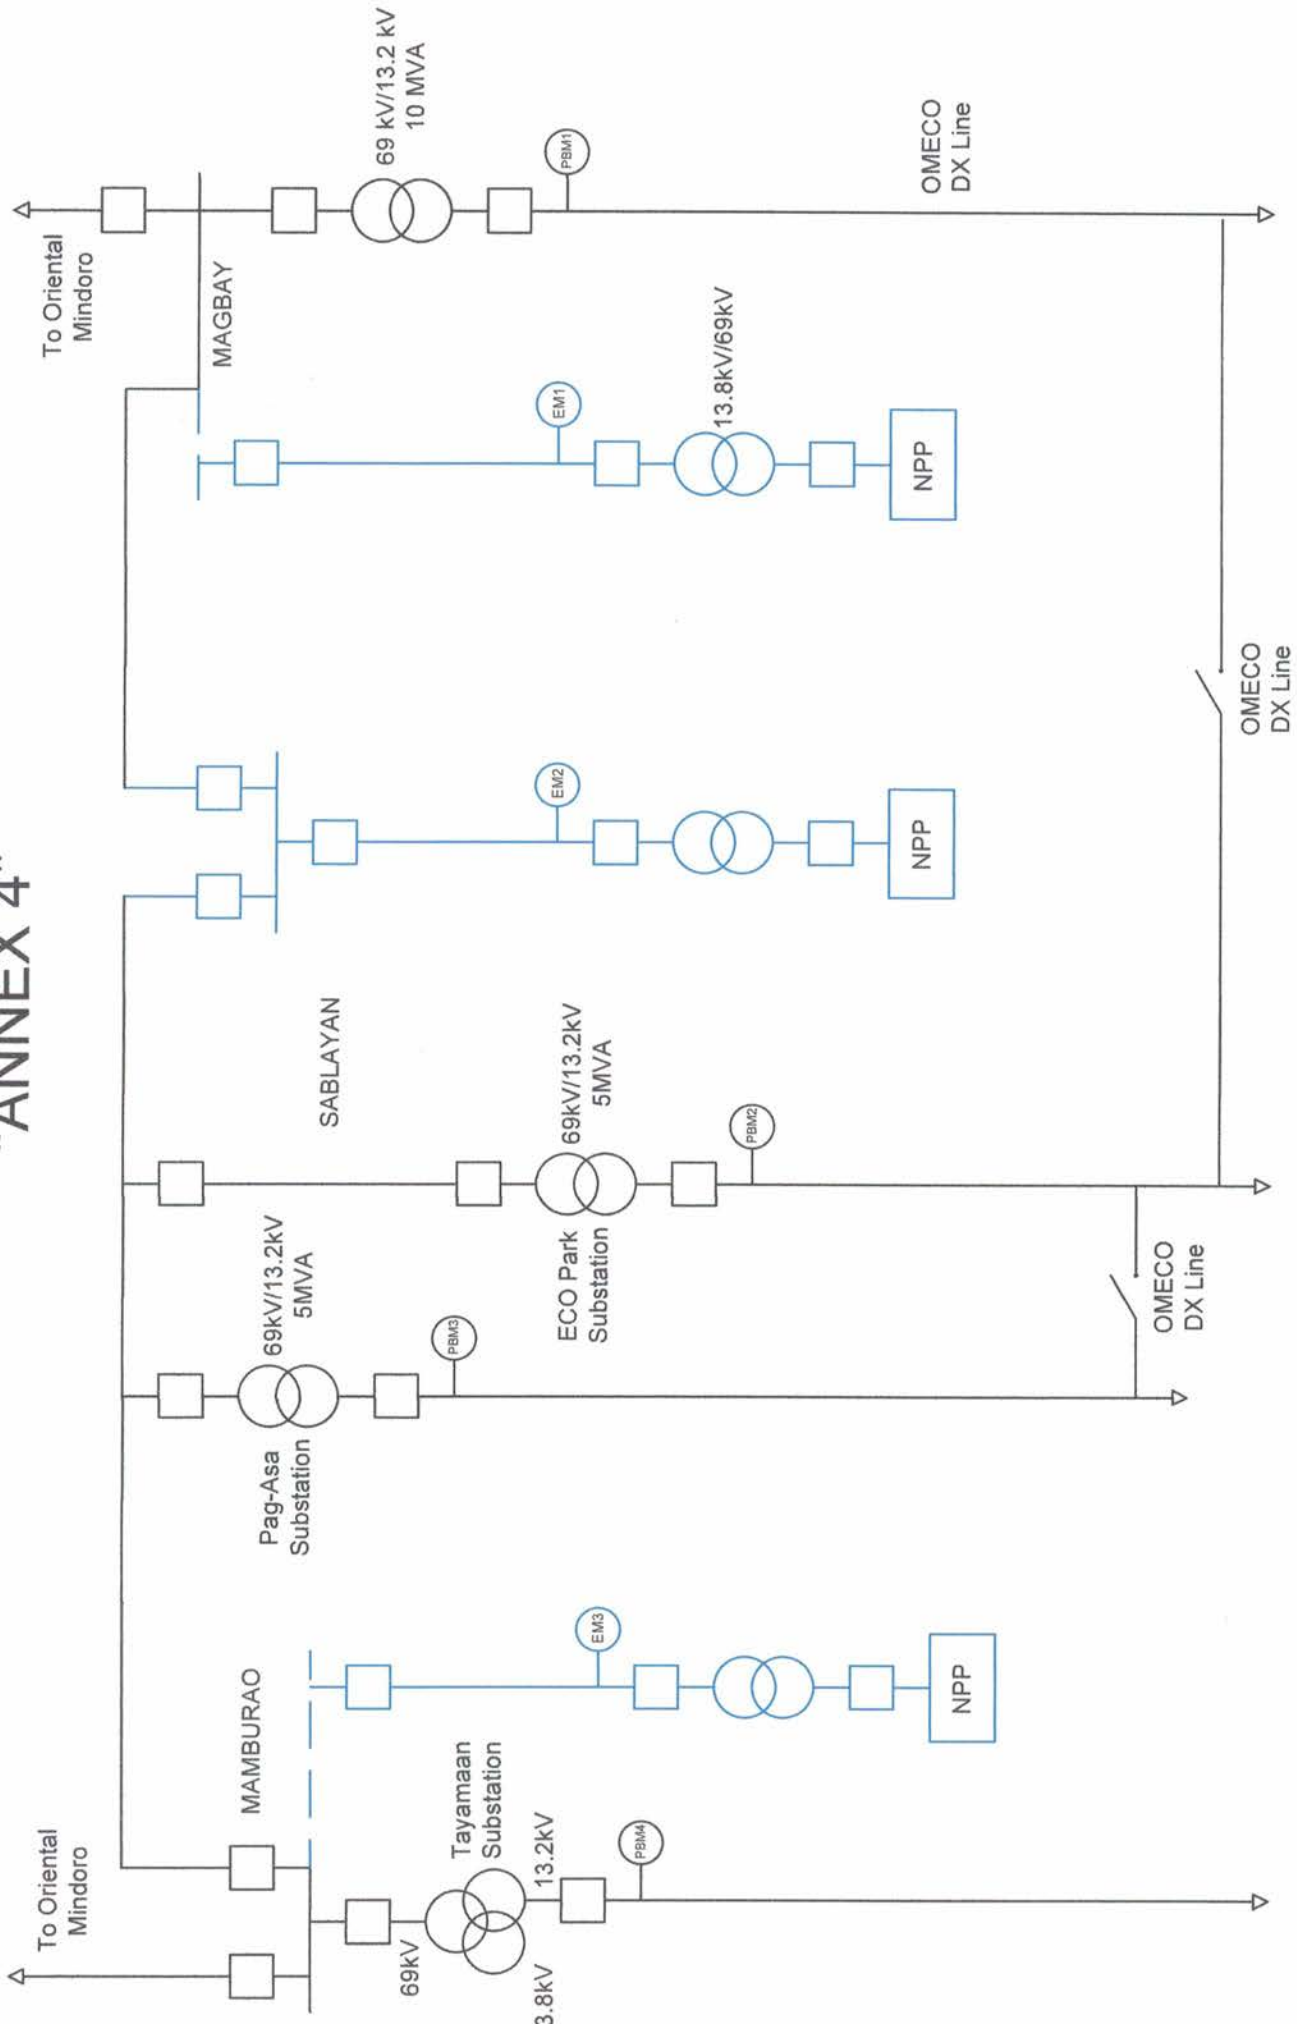 "ANNEX 4"
To Oriental
Mindoro
To Oriental
Mindoro
MAMBURAO
MAGBAY
Pag-Asa
Substation
69kV/13.2kV
5MVA
SABLAYAN
69 kV/13.2 kV
10 MVA
69kV
Tayamaan
Substation
PBM3
3.8kV
13.2kV
ECO Park
Substation
69kV/13.2kV
5MVA
EM2
EM1
PBM1
EM3
PBM4
PBM2
13.8kV/69kV
NPP
NPP
NPP
OMECO
DX Line
OMECO
DX Line
OMECO
DX Line